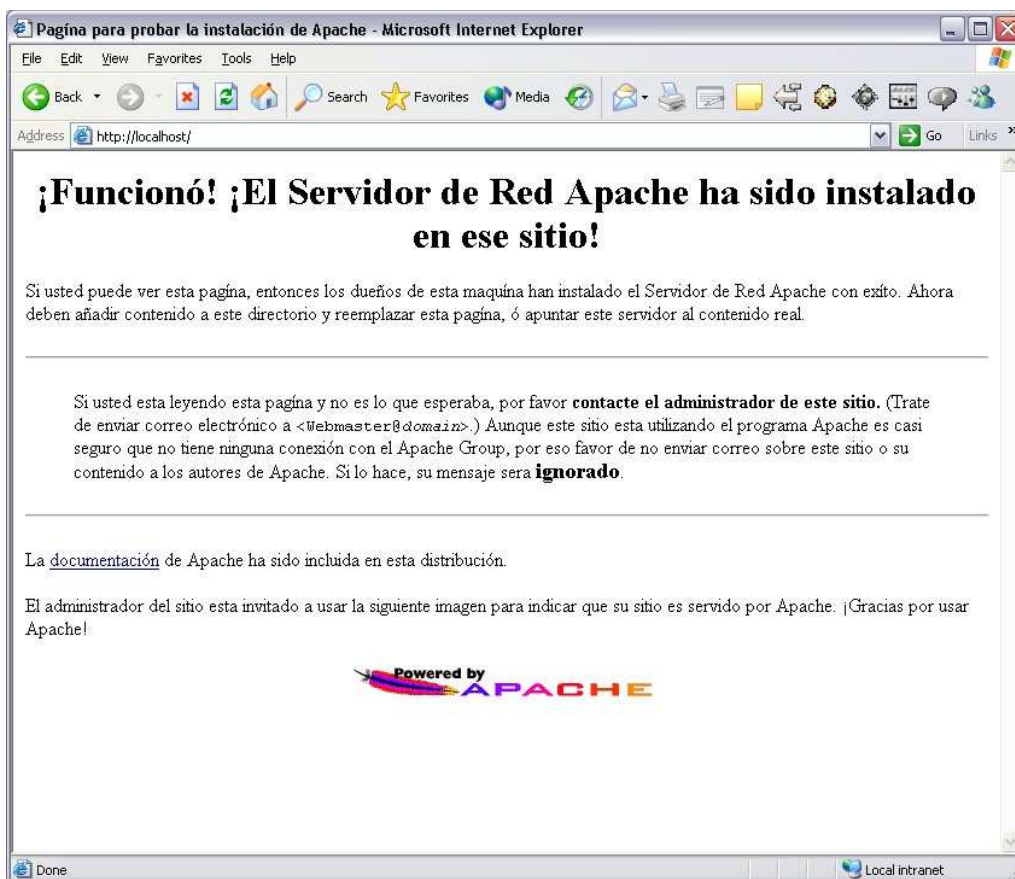 Pagína para probar la instalación de Apache - Microsoft Internet Explorer
File Edit View Favorites Tools Help
Back Search Favorites Media
Address http://localhost/ Go Links »
¡Funcionó! ¡El Servidor de Red Apache ha sido instalado
en ese sitio!
Si usted puede ver esta pagína, entonces los dueños de esta maquína han instalado el Servidor de Red Apache con exíto. Ahora
deben añadir contenido a este directorio y reemplazar esta pagína, ó apuntar este servidor al contenido real.
Si usted esta leyendo esta pagína y no es lo que esperaba, por favor contacte el administrador de este sitio. (Trate
de enviar correo electrónico a <Webmaster@domain>.) Aunque este sitio esta utilizando el programa Apache es casi
seguro que no tiene ninguna conexión con el Apache Group, por eso favor de no enviar correo sobre este sitio o su
contenido a los autores de Apache. Si lo hace, su mensaje sera ignorado.
La documentación de Apache ha sido incluida en esta distribución.
El administrador del sitio esta invitado a usar la siguiente imagen para indicar que su sitio es servido por Apache. ¡Gracias por usar
Apache!
Powered by
APACHE
Done Local intranet